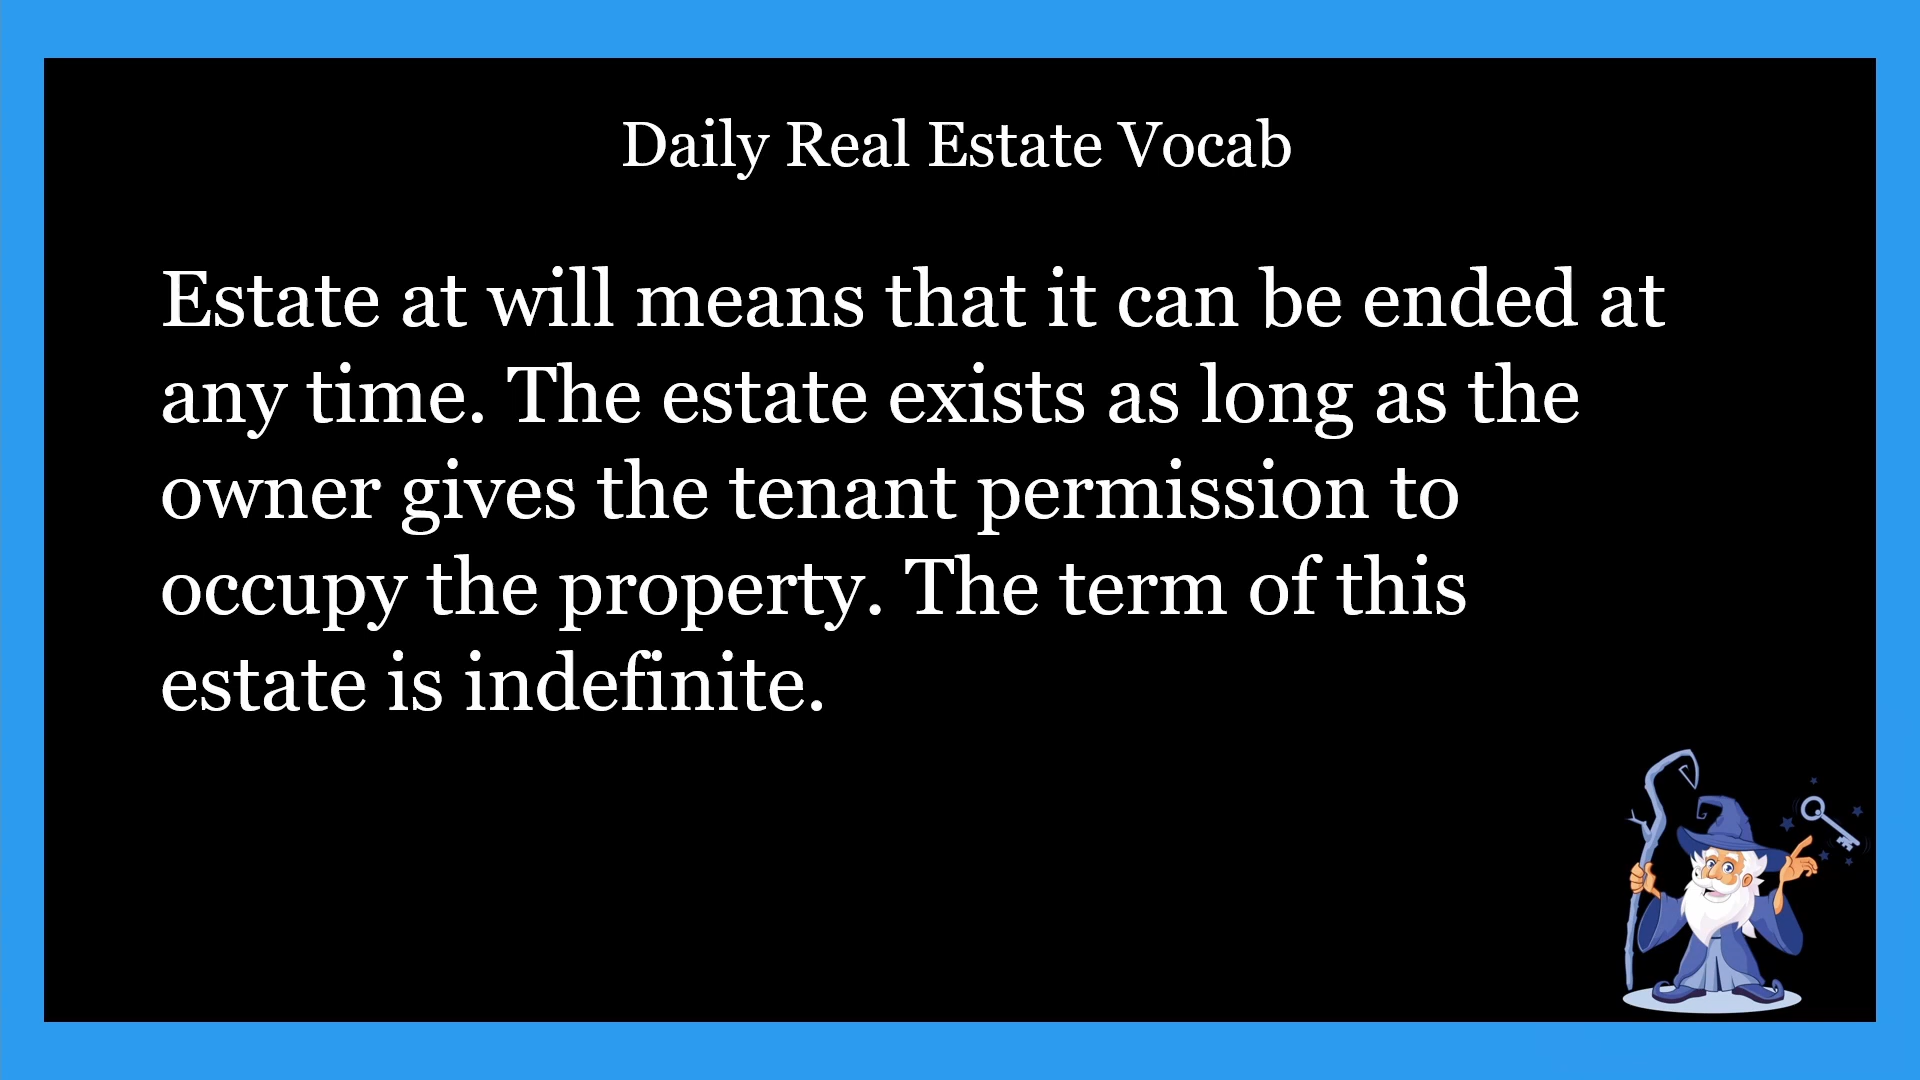 Daily Real Estate Vocab
Estate at will means that it can be ended at
any time. The estate exists as long as the
owner gives the tenant permission to
occupy the property. The term of this
estate is indefinite.